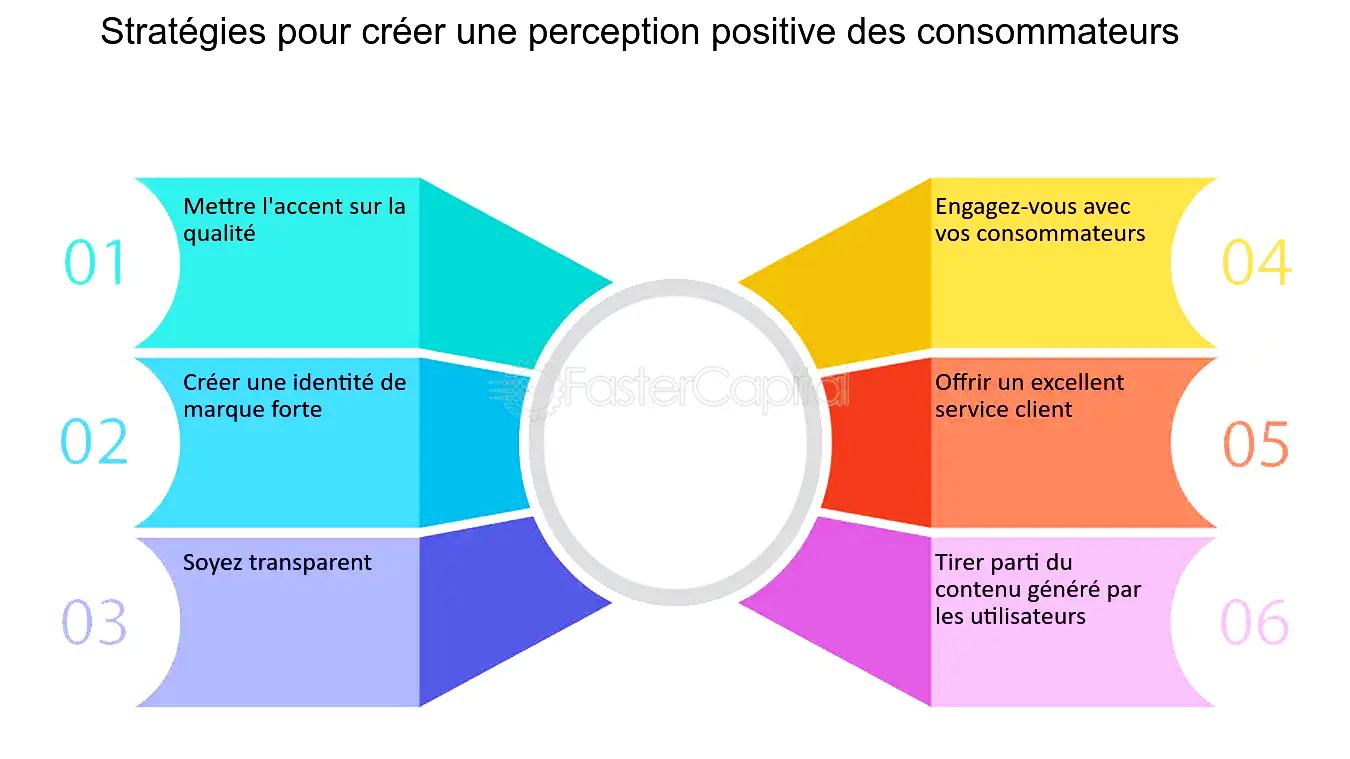 Stratégies pour créer une perception positive des consommateurs
01
Mettre l'accent sur la
qualité
02
Créer une identité de
marque forte
03
Soyez transparent
Engagez-vous avec
vos consommateurs
04
Offrir un excellent
service client
05
Tirer parti du
contenu généré par
les utilisateurs
06
FasterCapital